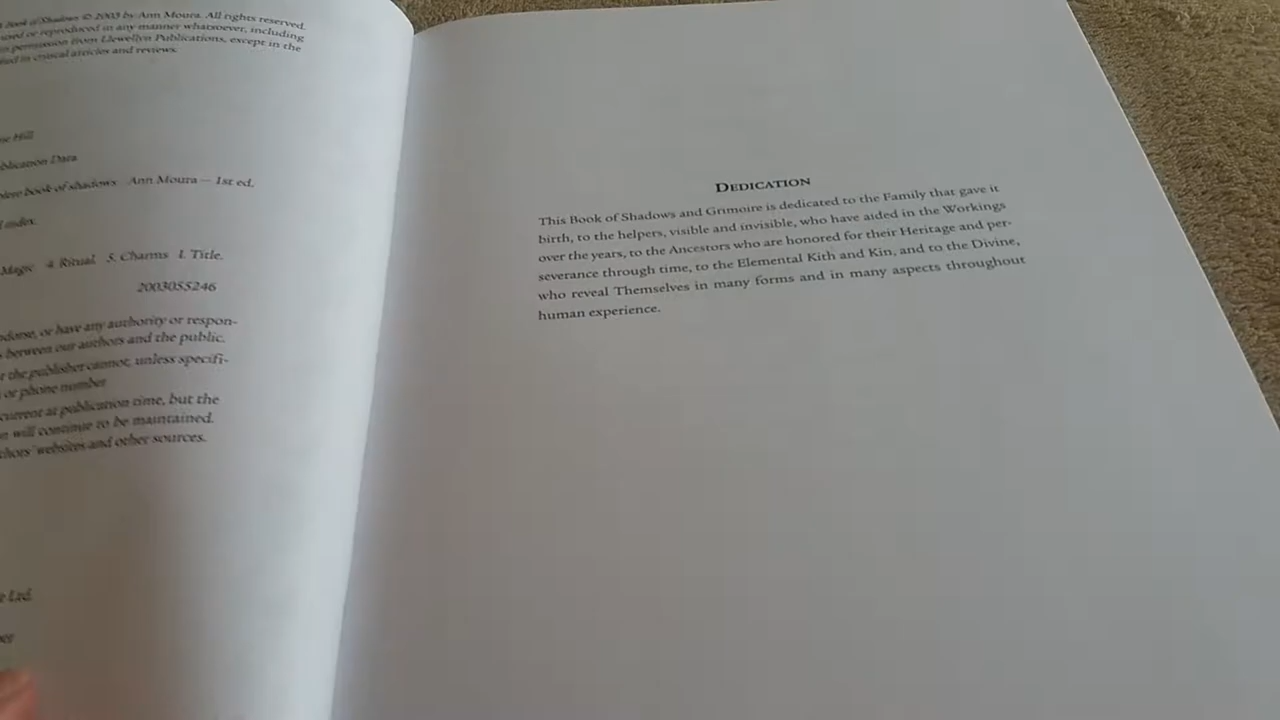 Book of Shadows © 2003 by Ann Moura. All rights reserved.
used or reproduced in any manner whatsoever, including
permission from Llewellyn Publications, except in the
in critical articles and reviews.
Hill
Data
book of shadows Ann Moura — 1st ed.
index.
Magic 4. Ritual 5. Charms I. Title.
2003055246
endorse, or have any authority or respon-
between our authors and the public.
the publisher cannot, unless specifi-
or phone number
current at publication time, but the
will continue to be maintained.
websites and other sources.
Ltd.
DEDICATION
This Book of Shadows and Grimoire is dedicated to the Family that gave it
birth, to the helpers, visible and invisible, who have aided in the Workings
over the years, to the Ancestors who are honored for their Heritage and per-
severance through time, to the Elemental Kith and Kin, and to the Divine,
who reveal Themselves in many forms and in many aspects throughout
human experience.